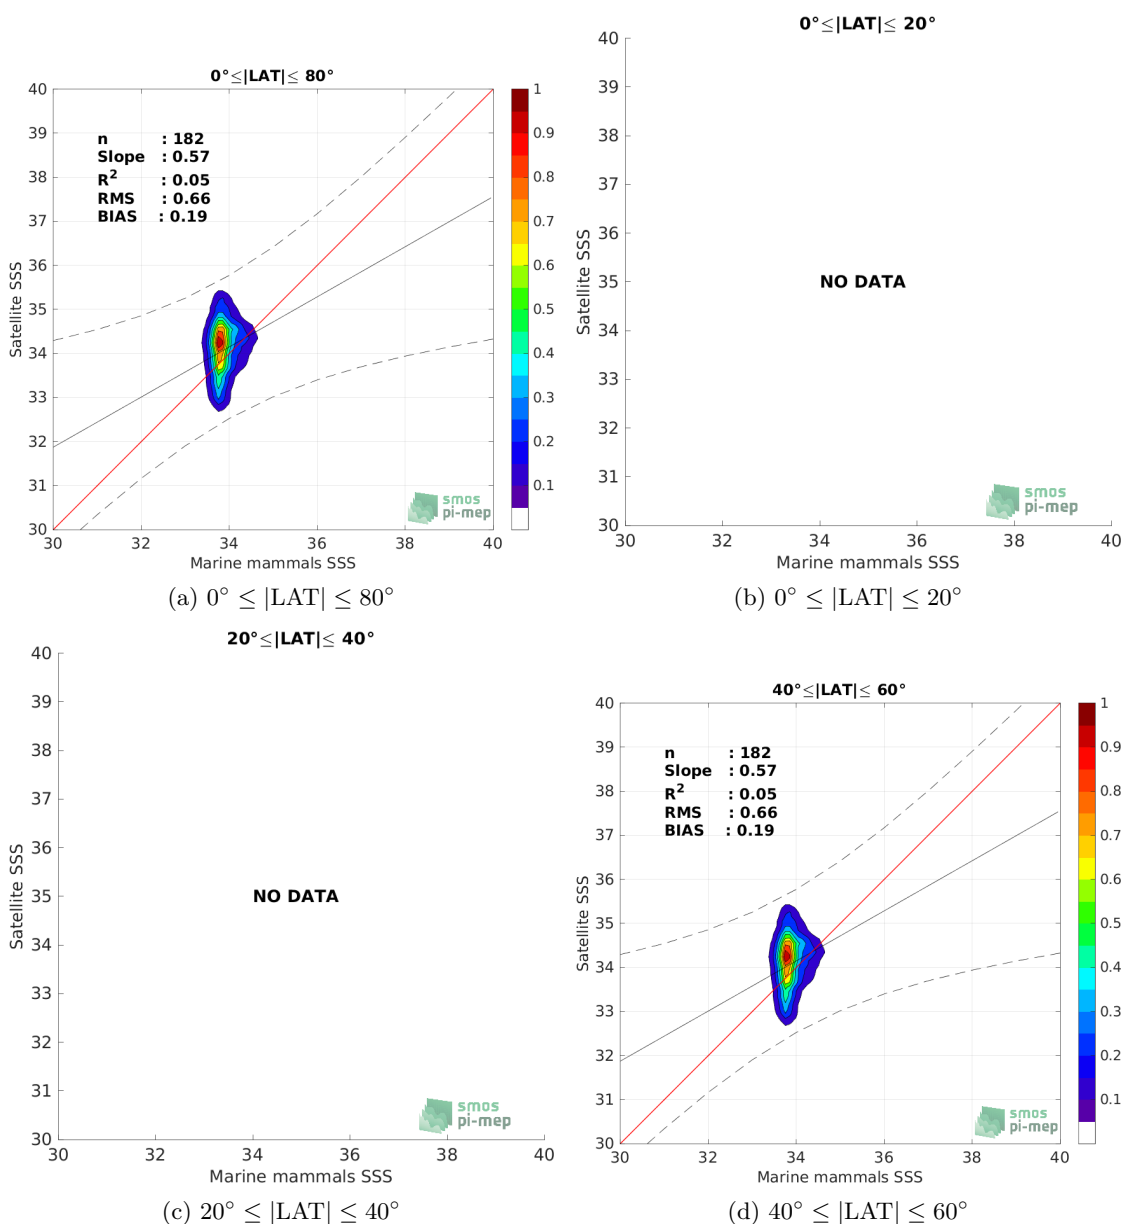 0°≤|LAT|≤ 80°
40
39
38
37
36
35
34
33
32
31
30
Satellite SSS
n : 182
Slope : 0.57
R² : 0.05
RMS : 0.66
BIAS : 0.19
smos
pi-mep
30 32 34 36 38 40
Marine mammals SSS
1
0.9
0.8
0.7
0.6
0.5
0.4
0.3
0.2
0.1
(a) 0° ≤ |LAT| ≤ 80°
0°≤|LAT|≤ 20°
40
39
38
37
36
35
34
33
32
31
30
Satellite SSS
NO DATA
smos
pi-mep
30 32 34 36 38 40
Marine mammals SSS
(b) 0° ≤ |LAT| ≤ 20°
20°≤|LAT|≤ 40°
40
39
38
37
36
35
34
33
32
31
30
Satellite SSS
NO DATA
smos
pi-mep
30 32 34 36 38 40
Marine mammals SSS
(c) 20° ≤ |LAT| ≤ 40°
40°≤|LAT|≤ 60°
40
39
38
37
36
35
34
33
32
31
30
Satellite SSS
n : 182
Slope : 0.57
R² : 0.05
RMS : 0.66
BIAS : 0.19
smos
pi-mep
30 32 34 36 38 40
Marine mammals SSS
1
0.9
0.8
0.7
0.6
0.5
0.4
0.3
0.2
0.1
(d) 40° ≤ |LAT| ≤ 60°